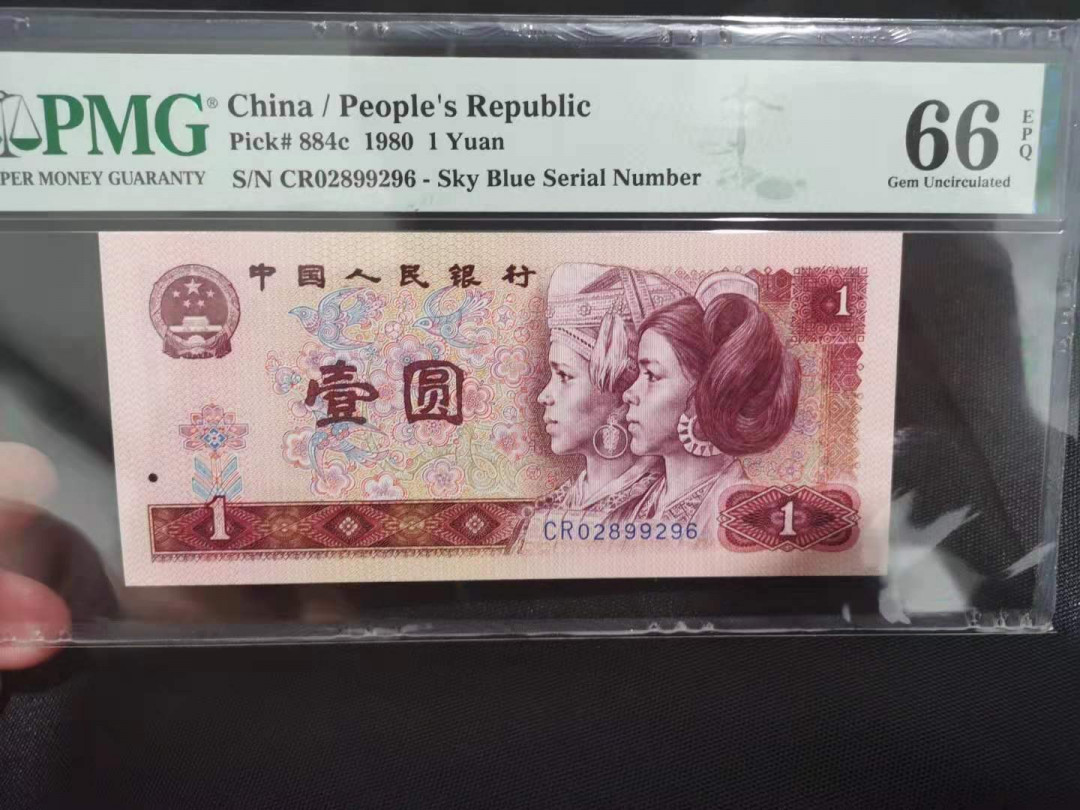 PMG® China / People's Republic
Pick# 884c 1980 1 Yuan
PER MONEY GUARANTY S/N CR02899296 - Sky Blue Serial Number
66 EPQ
Gem Uncirculated
中国人民银行
1
壹圆
1
CR02899296
1